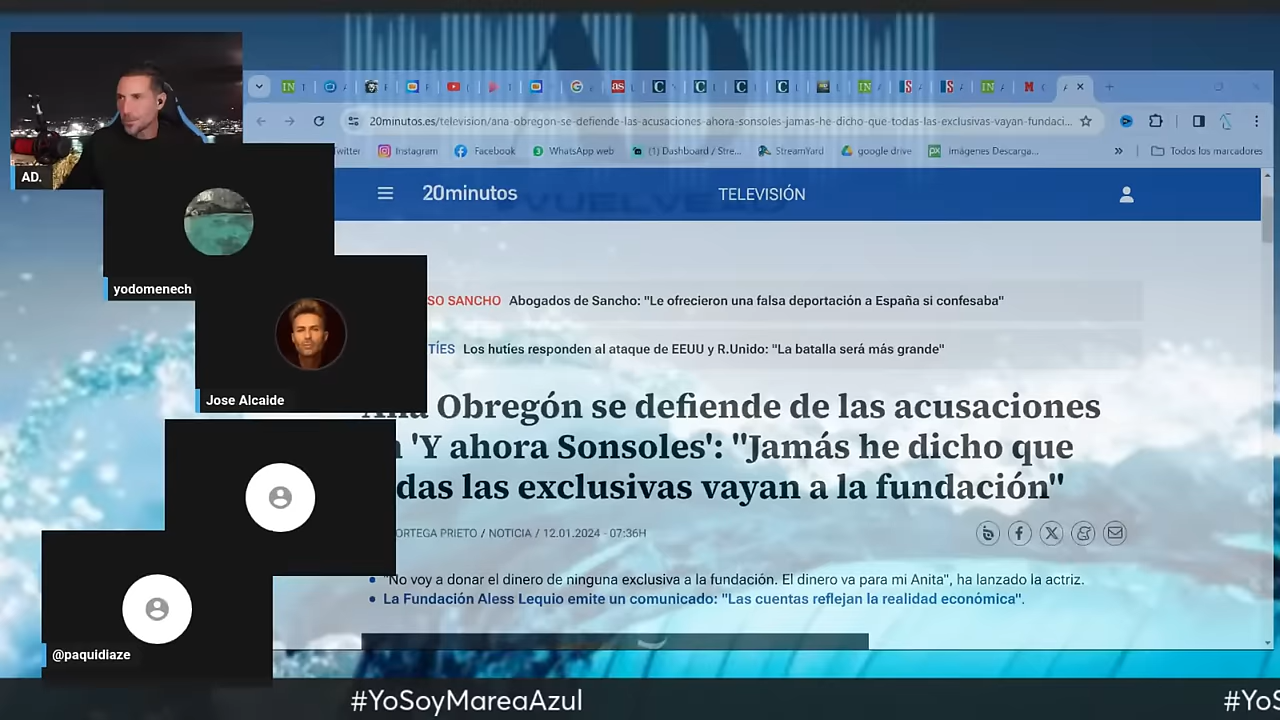 20minutos.es/television/ana-obregon-se-defiende-las-acusaciones-ahora-sonsoles-jamas-he-dicho-que-todas-las-exclusivas-vayan-fundaci...
Instagram
Facebook
WhatsApp web
(1) Dashboard / Stre...
StreamYard
google drive
imágenes Descarga...
»
Todos los marcadores
AD.
20minutos
TELEVISIÓN
yodomenech
SO SANCHO Abogados de Sancho: "Le ofrecieron una falsa deportación a España si confesaba"
TÍES Los hutíes responden al ataque de EEUU y R.Unido: "La batalla será más grande"
Jose Alcaide
Ana Obregón se defiende de las acusaciones
'Y ahora Sonsoles': "Jamás he dicho que
das las exclusivas vayan a la fundación"
ORTEGA PRIETO / NOTICIA / 12.01.2024 - 07:36H
"No voy a donar el dinero de ninguna exclusiva a la fundación. El dinero va para mi Anita", ha lanzado la actriz.
La Fundación Aless Lequio emite un comunicado: "Las cuentas reflejan la realidad económica".
@paquidiaze
#YoSoyMareaAzul
#YoS